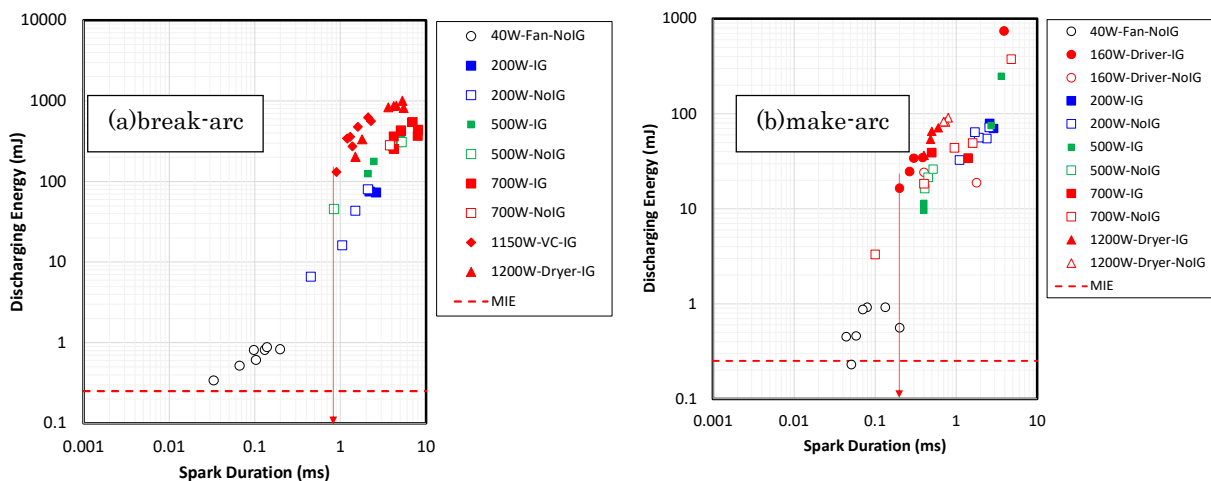 (a)break-arc
Discharging Energy (mJ)
10000
1000
100
10
1
0.1
0.001
0.01
0.1
1
10
Spark Duration (ms)
40W-Fan-NoIG
200W-IG
200W-NoIG
500W-IG
500W-NoIG
700W-IG
700W-NoIG
1150W-VC-IG
1200W-Dryer-IG
MIE
(b)make-arc
Discharging Energy (mJ)
1000
100
10
1
0.1
0.001
0.01
0.1
1
10
Spark Duration (ms)
40W-Fan-NoIG
160W-Driver-IG
160W-Driver-NoIG
200W-IG
200W-NoIG
500W-IG
500W-NoIG
700W-IG
700W-NoIG
1200W-Dryer-IG
1200W-Dryer-NoIG
MIE